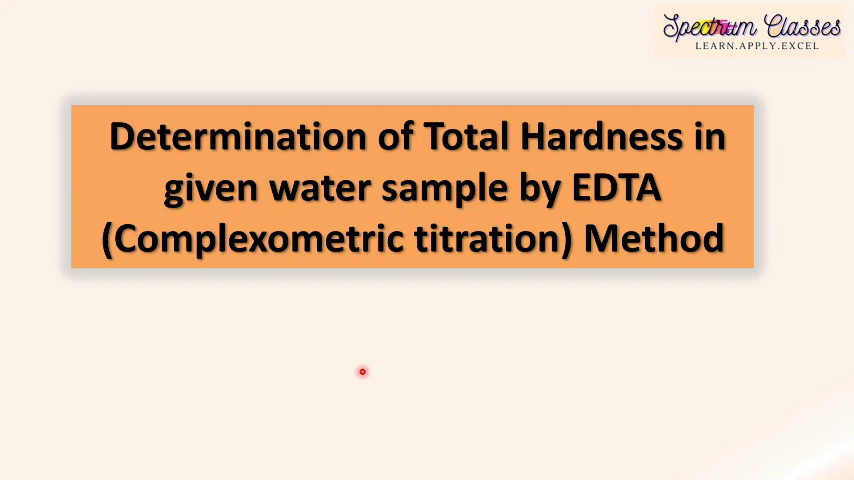 Spectrum Classes
LEARN.APPLY.EXCEL
Determination of Total Hardness in
given water sample by EDTA
(Complexometric titration) Method